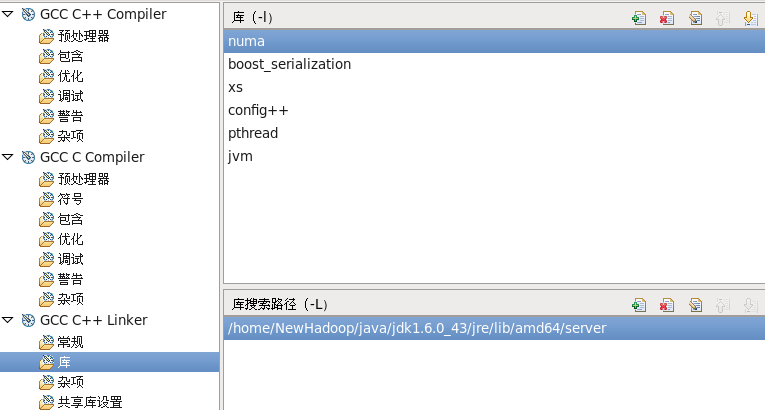 GCC C++ Compiler
预处理器
包含
优化
调试
警告
杂项
GCC C Compiler
预处理器
符号
包含
优化
调试
警告
杂项
GCC C++ Linker
常规
库
杂项
共享库设置
库（-l）
numa
boost_serialization
xs
config++
pthread
jvm
库搜索路径（-L）
/home/NewHadoop/java/jdk1.6.0_43/jre/lib/amd64/server